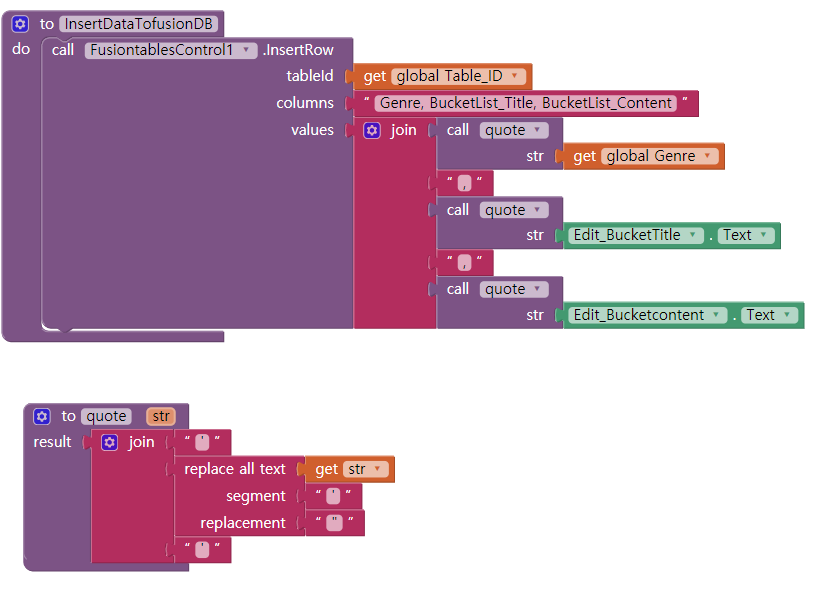 to InsertDataTofusionDB
do call FusiontablesControl1 .InsertRow
tableId get global Table_ID
columns " Genre, BucketList_Title, BucketList_Content "
values join call quote
str get global Genre
" , "
call quote
str Edit_BucketTitle . Text
" , "
call quote
str Edit_Bucketcontent . Text
to quote str
result join " ' "
replace all text get str
segment " ' "
replacement " " "
" ' "